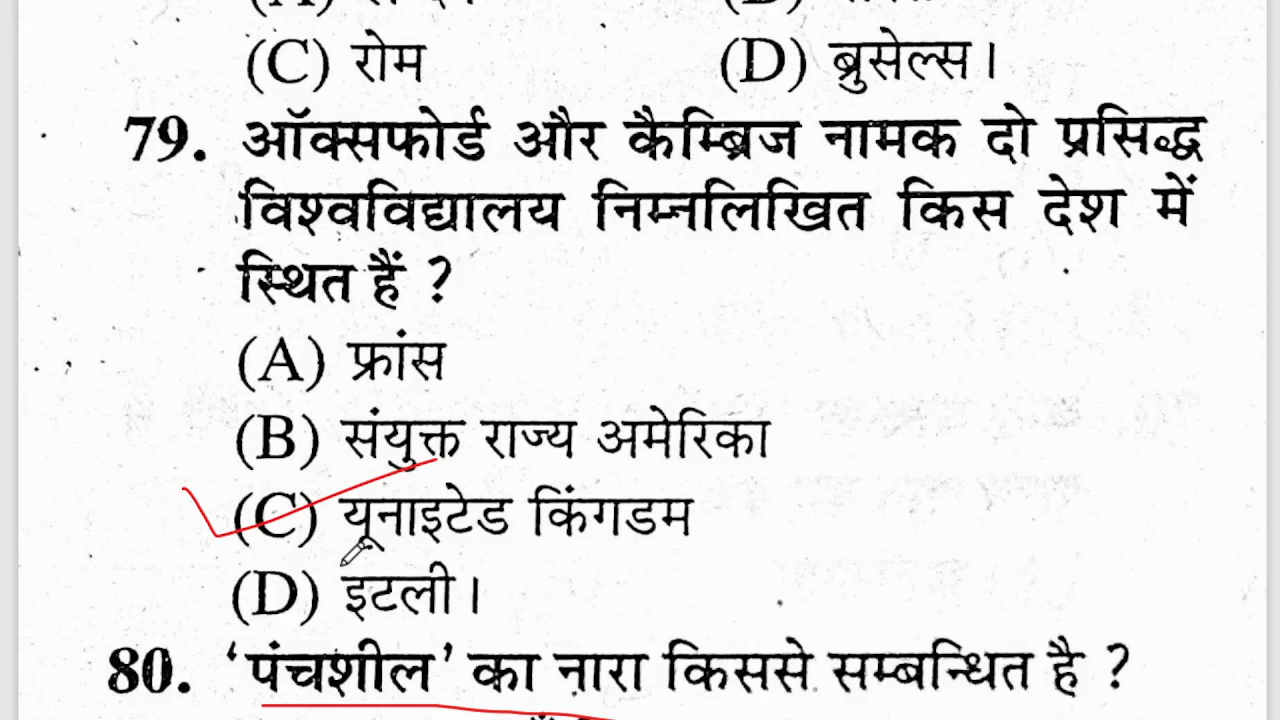 (C) रोम (D) ब्रुसेल्स।
79. ऑक्सफोर्ड और कैम्ब्रिज नामक दो प्रसिद्ध
विश्वविद्यालय निम्नलिखित किस देश में
स्थित हैं ?
(A) फ्रांस
(B) संयुक्त राज्य अमेरिका
(C) यूनाइटेड किंगडम
(D) इटली।
80. ‘पंचशील’ का नारा किससे सम्बन्धित है ?